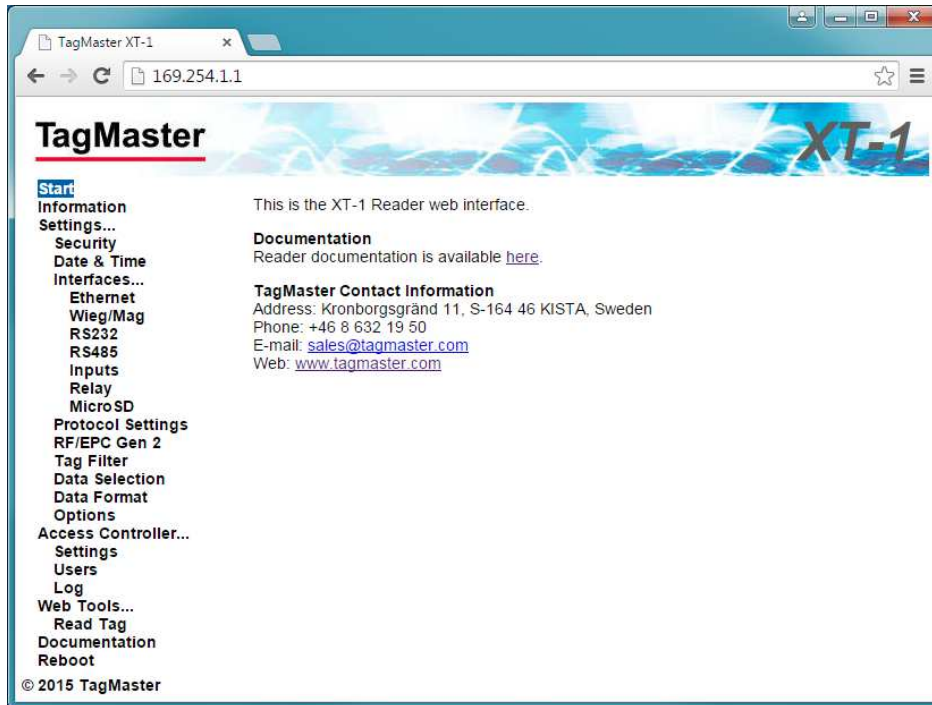 TagMaster XT-1
169.254.1.1
TagMaster
XT-1
Start
Information
Settings...
Security
Date & Time
Interfaces...
Ethernet
Wieg/Mag
RS232
RS485
Inputs
Relay
MicroSD
Protocol Settings
RF/EPC Gen 2
Tag Filter
Data Selection
Data Format
Options
Access Controller...
Settings
Users
Log
Web Tools...
Read Tag
Documentation
Reboot
© 2015 TagMaster
This is the XT-1 Reader web interface.
Documentation
Reader documentation is available here.
TagMaster Contact Information
Address: Kronborgsgränd 11, S-164 46 KISTA, Sweden
Phone: +46 8 632 19 50
E-mail: sales@tagmaster.com
Web: www.tagmaster.com